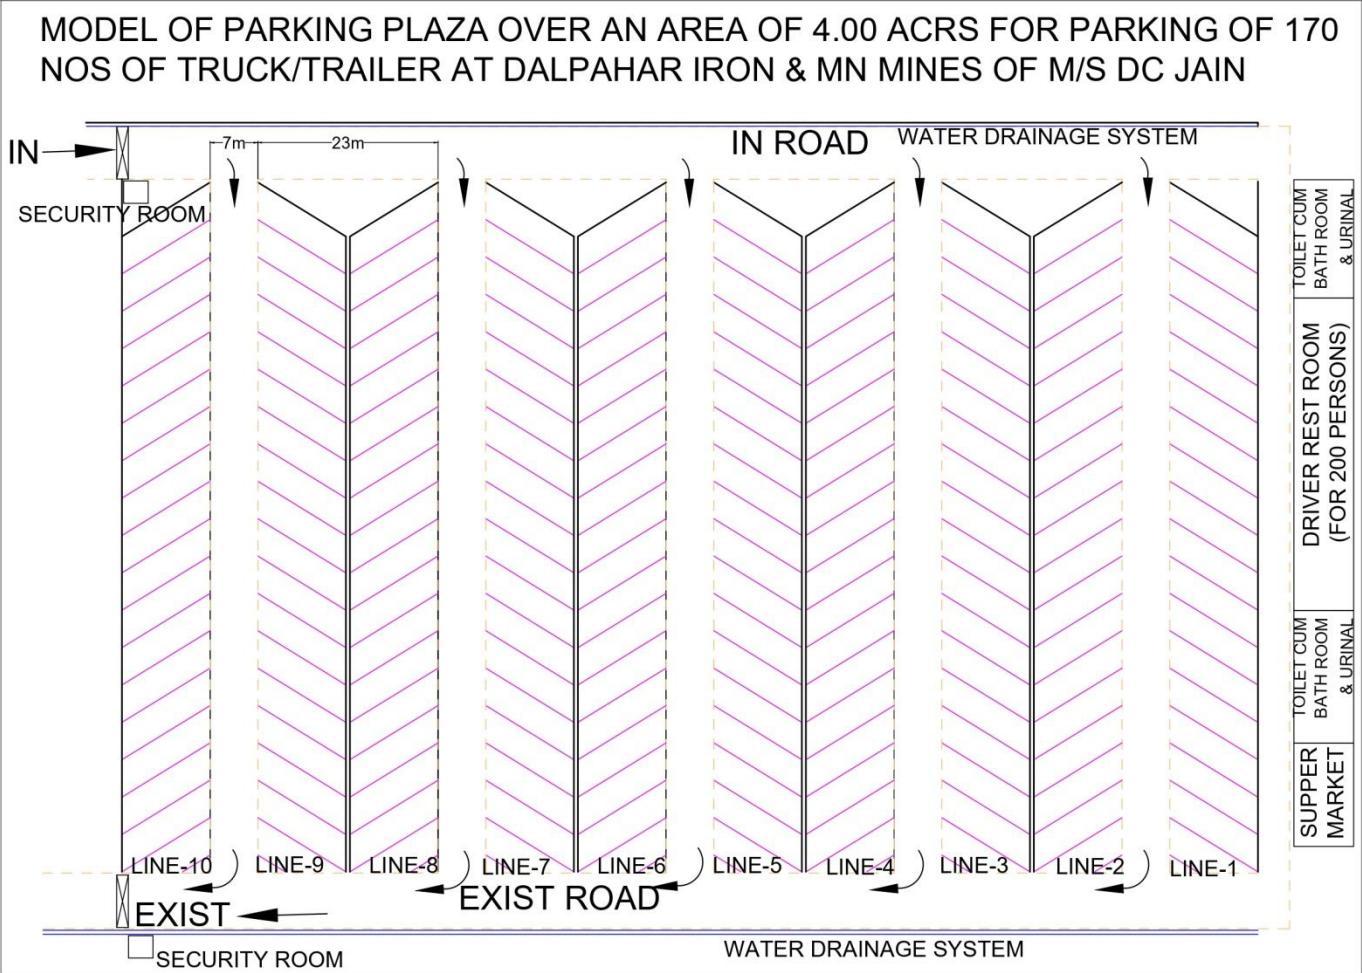 MODEL OF PARKING PLAZA OVER AN AREA OF 4.00 ACRS FOR PARKING OF 170
NOS OF TRUCK/TRAILER AT DALPAHAR IRON & MN MINES OF M/S DC JAIN
IN
7m
23m
IN ROAD
WATER DRAINAGE SYSTEM
SECURITY ROOM
TOILET CUM
BATH ROOM
& URINAL
DRIVER REST ROOM
(FOR 200 PERSONS)
TOILET CUM
BATH ROOM
& URINAL
SUPPER
MARKET
LINE-10
LINE-9
LINE-8
LINE-7
LINE-6
LINE-5
LINE-4
LINE-3
LINE-2
LINE-1
EXIST
EXIST ROAD
SECURITY ROOM
WATER DRAINAGE SYSTEM